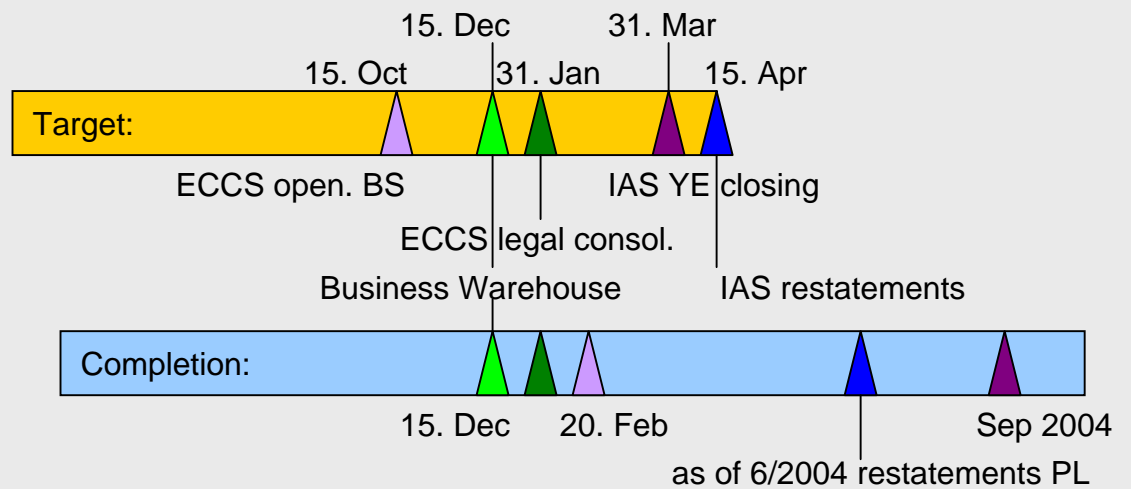 15. Dec
31. Mar
15. Oct
31. Jan
15. Apr
Target:
ECCS open. BS
IAS YE closing
ECCS legal consol.
Business Warehouse
IAS restatements
Completion:
15. Dec
20. Feb
Sep 2004
as of 6/2004 restatements PL